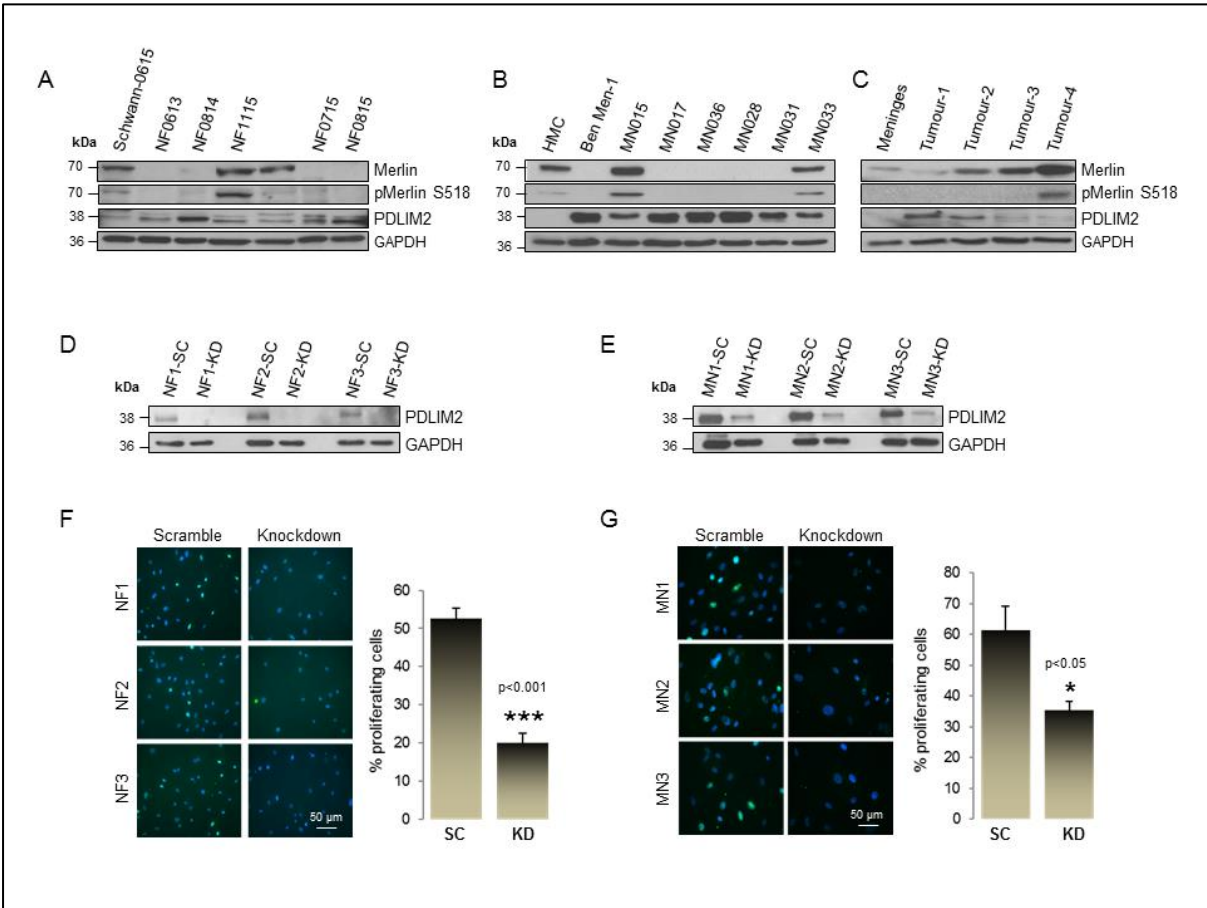 A
Schwann-0615
NF0613
NF0814
NF1115
NF0715
NF0815
kDa
70
70
38
36
Merlin
pMerlin S518
PDLIM2
GAPDH
B
HMC
Ben Men-1
MN015
MN017
MN036
MN028
MN031
MN033
kDa
70
70
38
36
C
Meninges
Tumour-1
Tumour-2
Tumour-3
Tumour-4
Merlin
pMerlin S518
PDLIM2
GAPDH
D
NF1-SC
NF1-KD
NF2-SC
NF2-KD
NF3-SC
NF3-KD
kDa
38
36
PDLIM2
GAPDH
E
MN1-SC
MN1-KD
MN2-SC
MN2-KD
MN3-SC
MN3-KD
kDa
38
36
PDLIM2
GAPDH
F
Scramble
Knockdown
NF1
NF2
NF3
50 µm
% proliferating cells
60
50
40
30
20
10
0
p<0.001
***
SC
KD
G
Scramble
Knockdown
MN1
MN2
MN3
50 µm
% proliferating cells
80
70
60
50
40
30
20
10
0
p<0.05
*
SC
KD